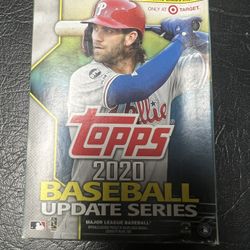 ONLY AT TARGET
Phillies
topps
2020
BASEBALL
UPDATE SERIES
MAJOR LEAGUE BASEBALL